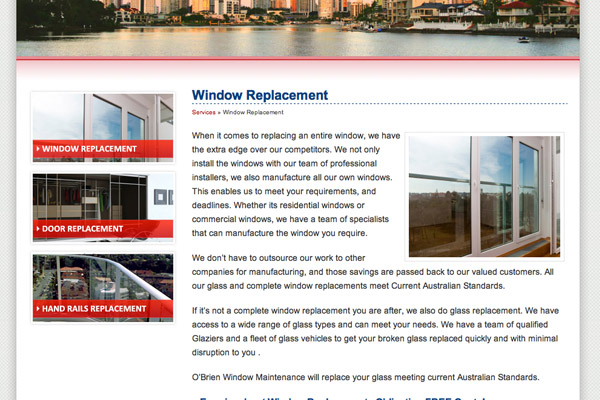 Window Replacement
Services » Window Replacement
WINDOW REPLACEMENT
DOOR REPLACEMENT
HAND RAILS REPLACEMENT
When it comes to replacing an entire window, we have
the extra edge over our competitors. We not only
install the windows with our team of professional
installers, we also manufacture all our own windows.
This enables us to meet your requirements, and
deadlines. Whether its residential windows or
commercial windows, we have a team of specialists
that can manufacture the window you require.
We don't have to outsource our work to other
companies for manufacturing, and those savings are passed back to our valued customers. All
our glass and complete window replacements meet Current Australian Standards.
If it's not a complete window replacement you are after, we also do glass replacement. We have
access to a wide range of glass types and can meet your needs. We have a team of qualified
Glaziers and a fleet of glass vehicles to get your broken glass replaced quickly and with minimal
disruption to you .
O'Brien Window Maintenance will replace your glass meeting current Australian Standards.